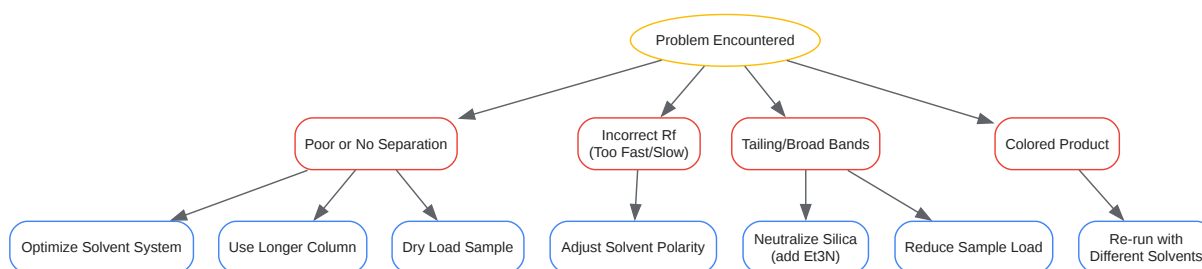 Problem Encountered
Poor or No Separation
Incorrect Rf
(Too Fast/Slow)
Tailing/Broad Bands
Colored Product
Optimize Solvent System
Use Longer Column
Dry Load Sample
Adjust Solvent Polarity
Neutralize Silica
(add Et3N)
Reduce Sample Load
Re-run with
Different Solvents